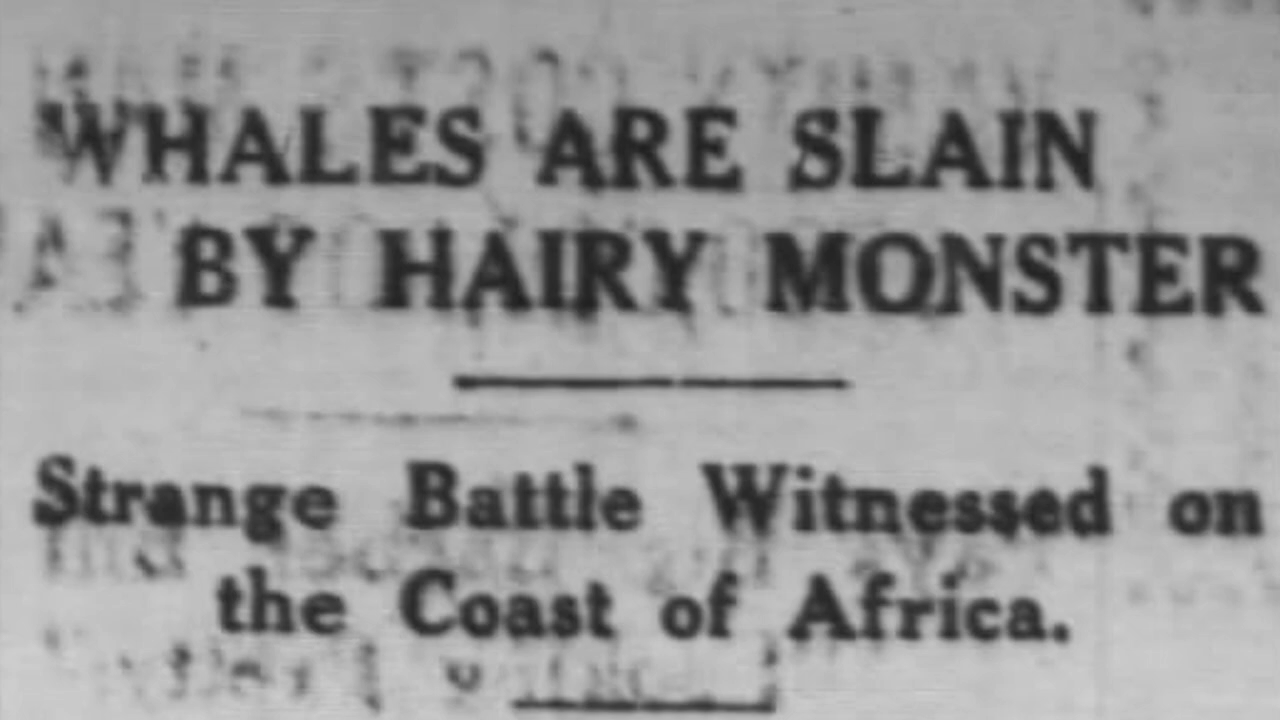 WHALES ARE SLAIN
BY HAIRY MONSTER
Strange Battle Witnessed on
the Coast of Africa.